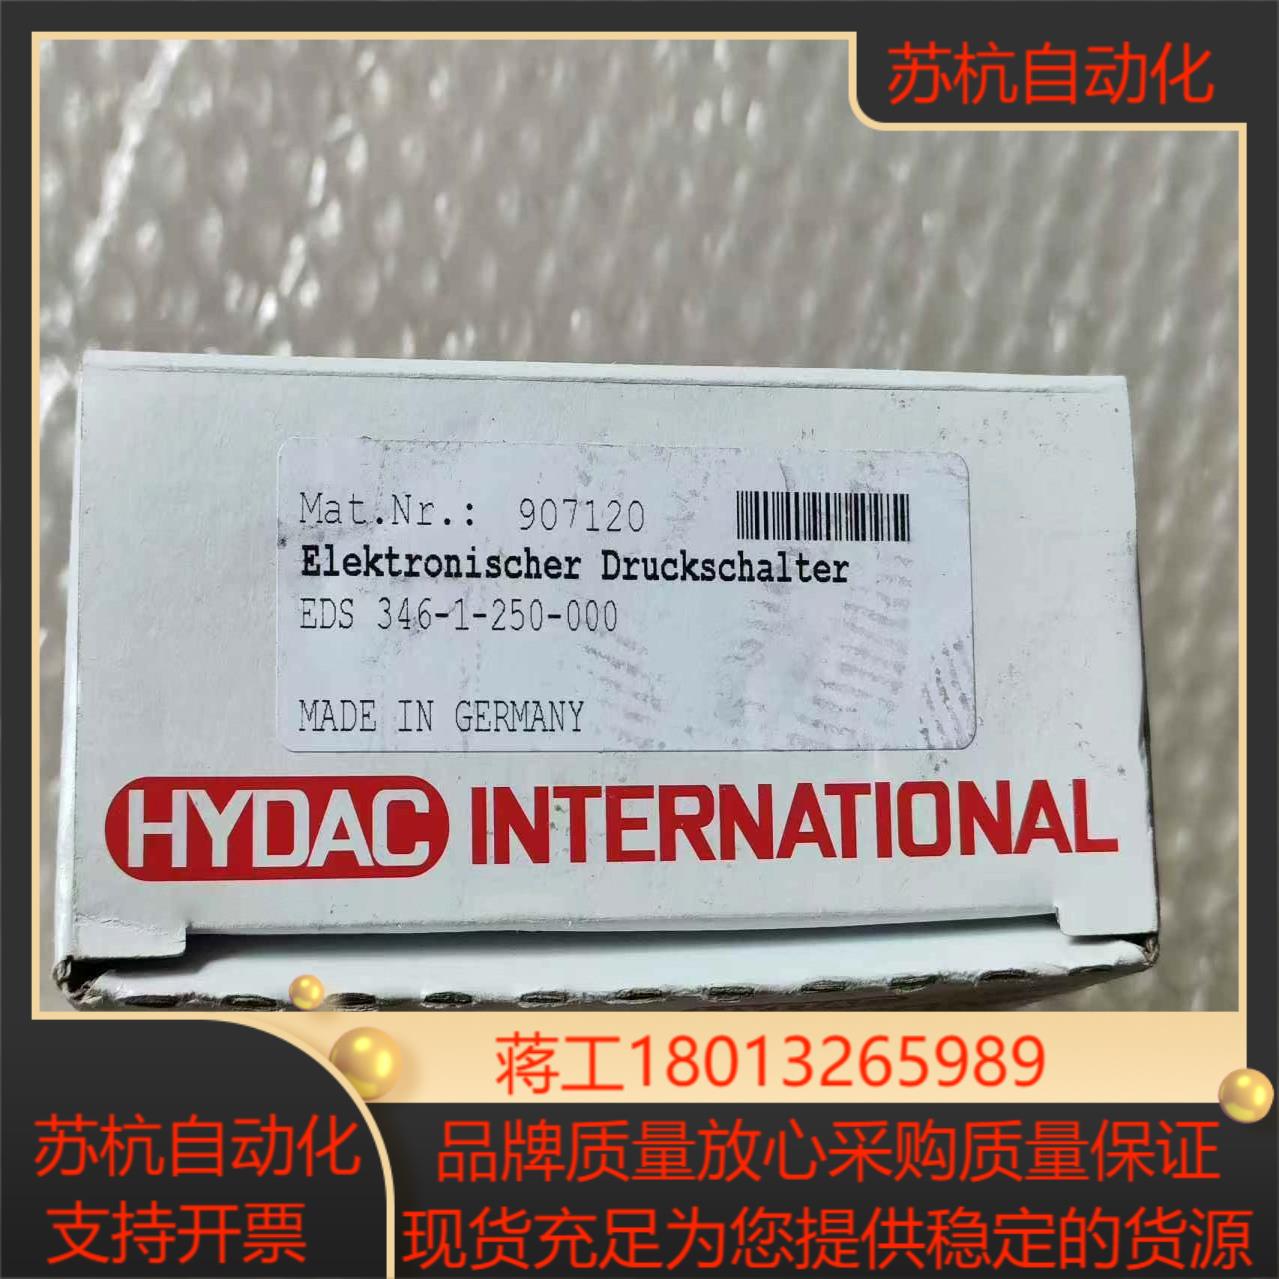 苏杭自动化
Mat.Nr.: 907120
Elektronischer Druckschalter
EDS 346-1-250-000
MADE IN GERMANY
HYDAC INTERNATIONAL
蒋工18013265989
苏杭自动化
支持开票
品牌质量放心采购质量保证
现货充足为您提供稳定的货源